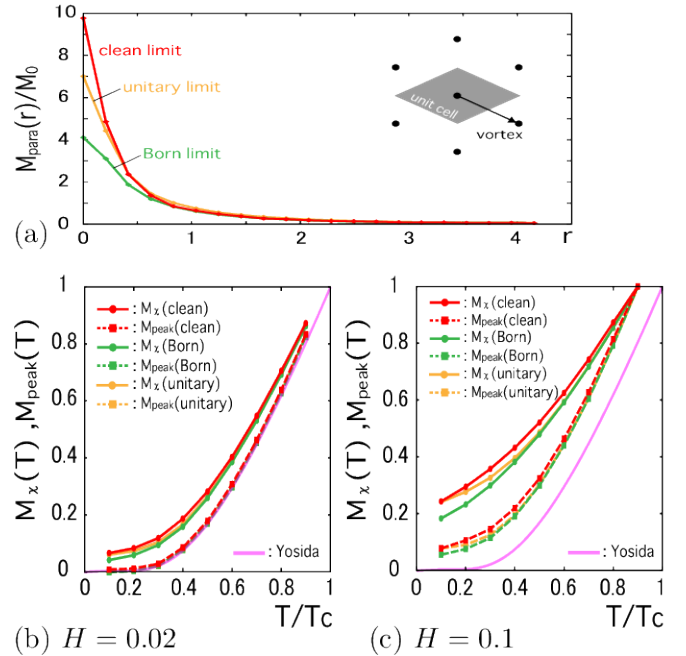 10
8
6
4
2
0
M_para(r)/M_0
clean limit
unitary limit
Born limit
unit cell
vortex
0 1 2 3 4 r
(a)
1
0.8
0.6
0.4
0.2
0
M_χ(T) , M_peak(T)
: M_χ(clean)
: M_peak(clean)
: M_χ(Born)
: M_peak(Born)
: M_χ(unitary)
: M_peak(unitary)
: Yosida
0 0.2 0.4 0.6 0.8 1
T/Tc
(b) H = 0.02
1
0.8
0.6
0.4
0.2
0
M_χ(T) , M_peak(T)
: M_χ(clean)
: M_peak(clean)
: M_χ(Born)
: M_peak(Born)
: M_χ(unitary)
: M_peak(unitary)
: Yosida
0 0.2 0.4 0.6 0.8 1
T/Tc
(c) H = 0.1